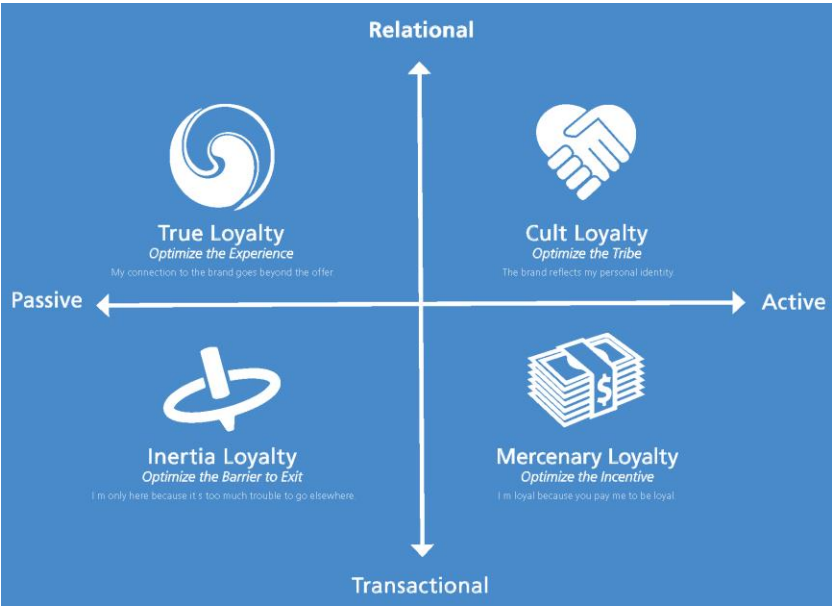 Relational
True Loyalty
Optimize the Experience
My connection to the brand goes beyond the offer
Cult Loyalty
Optimize the Tribe
The brand reflects my personal identity
Passive
Active
$
Inertia Loyalty
Optimize the Barrier to Exit
I m only here because it s too much trouble to go elsewhere
Mercenary Loyalty
Optimize the Incentive
I m loyal because you pay me to be loyal
Transactional